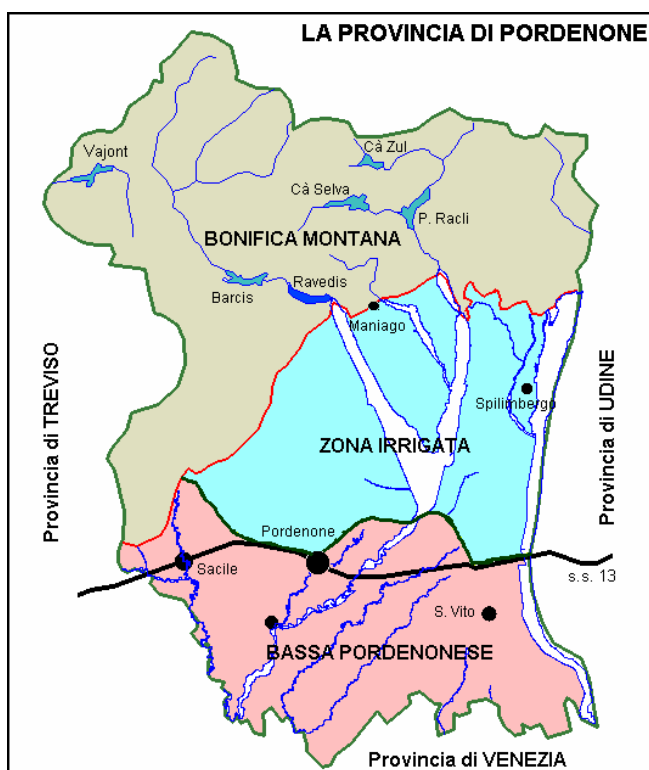 LA PROVINCIA DI PORDENONE
Vajont
Cà Zul
Cà Selva
P. Racli
BONIFICA MONTANA
Barcis
Ravedis
Maniago
Provincia di TREVISO
Provincia di UDINE
Spilimbergo
ZONA IRRIGATA
Pordenone
Sacile
s.s. 13
S. Vito
BASSA PORDENONESE
Provincia di VENEZIA